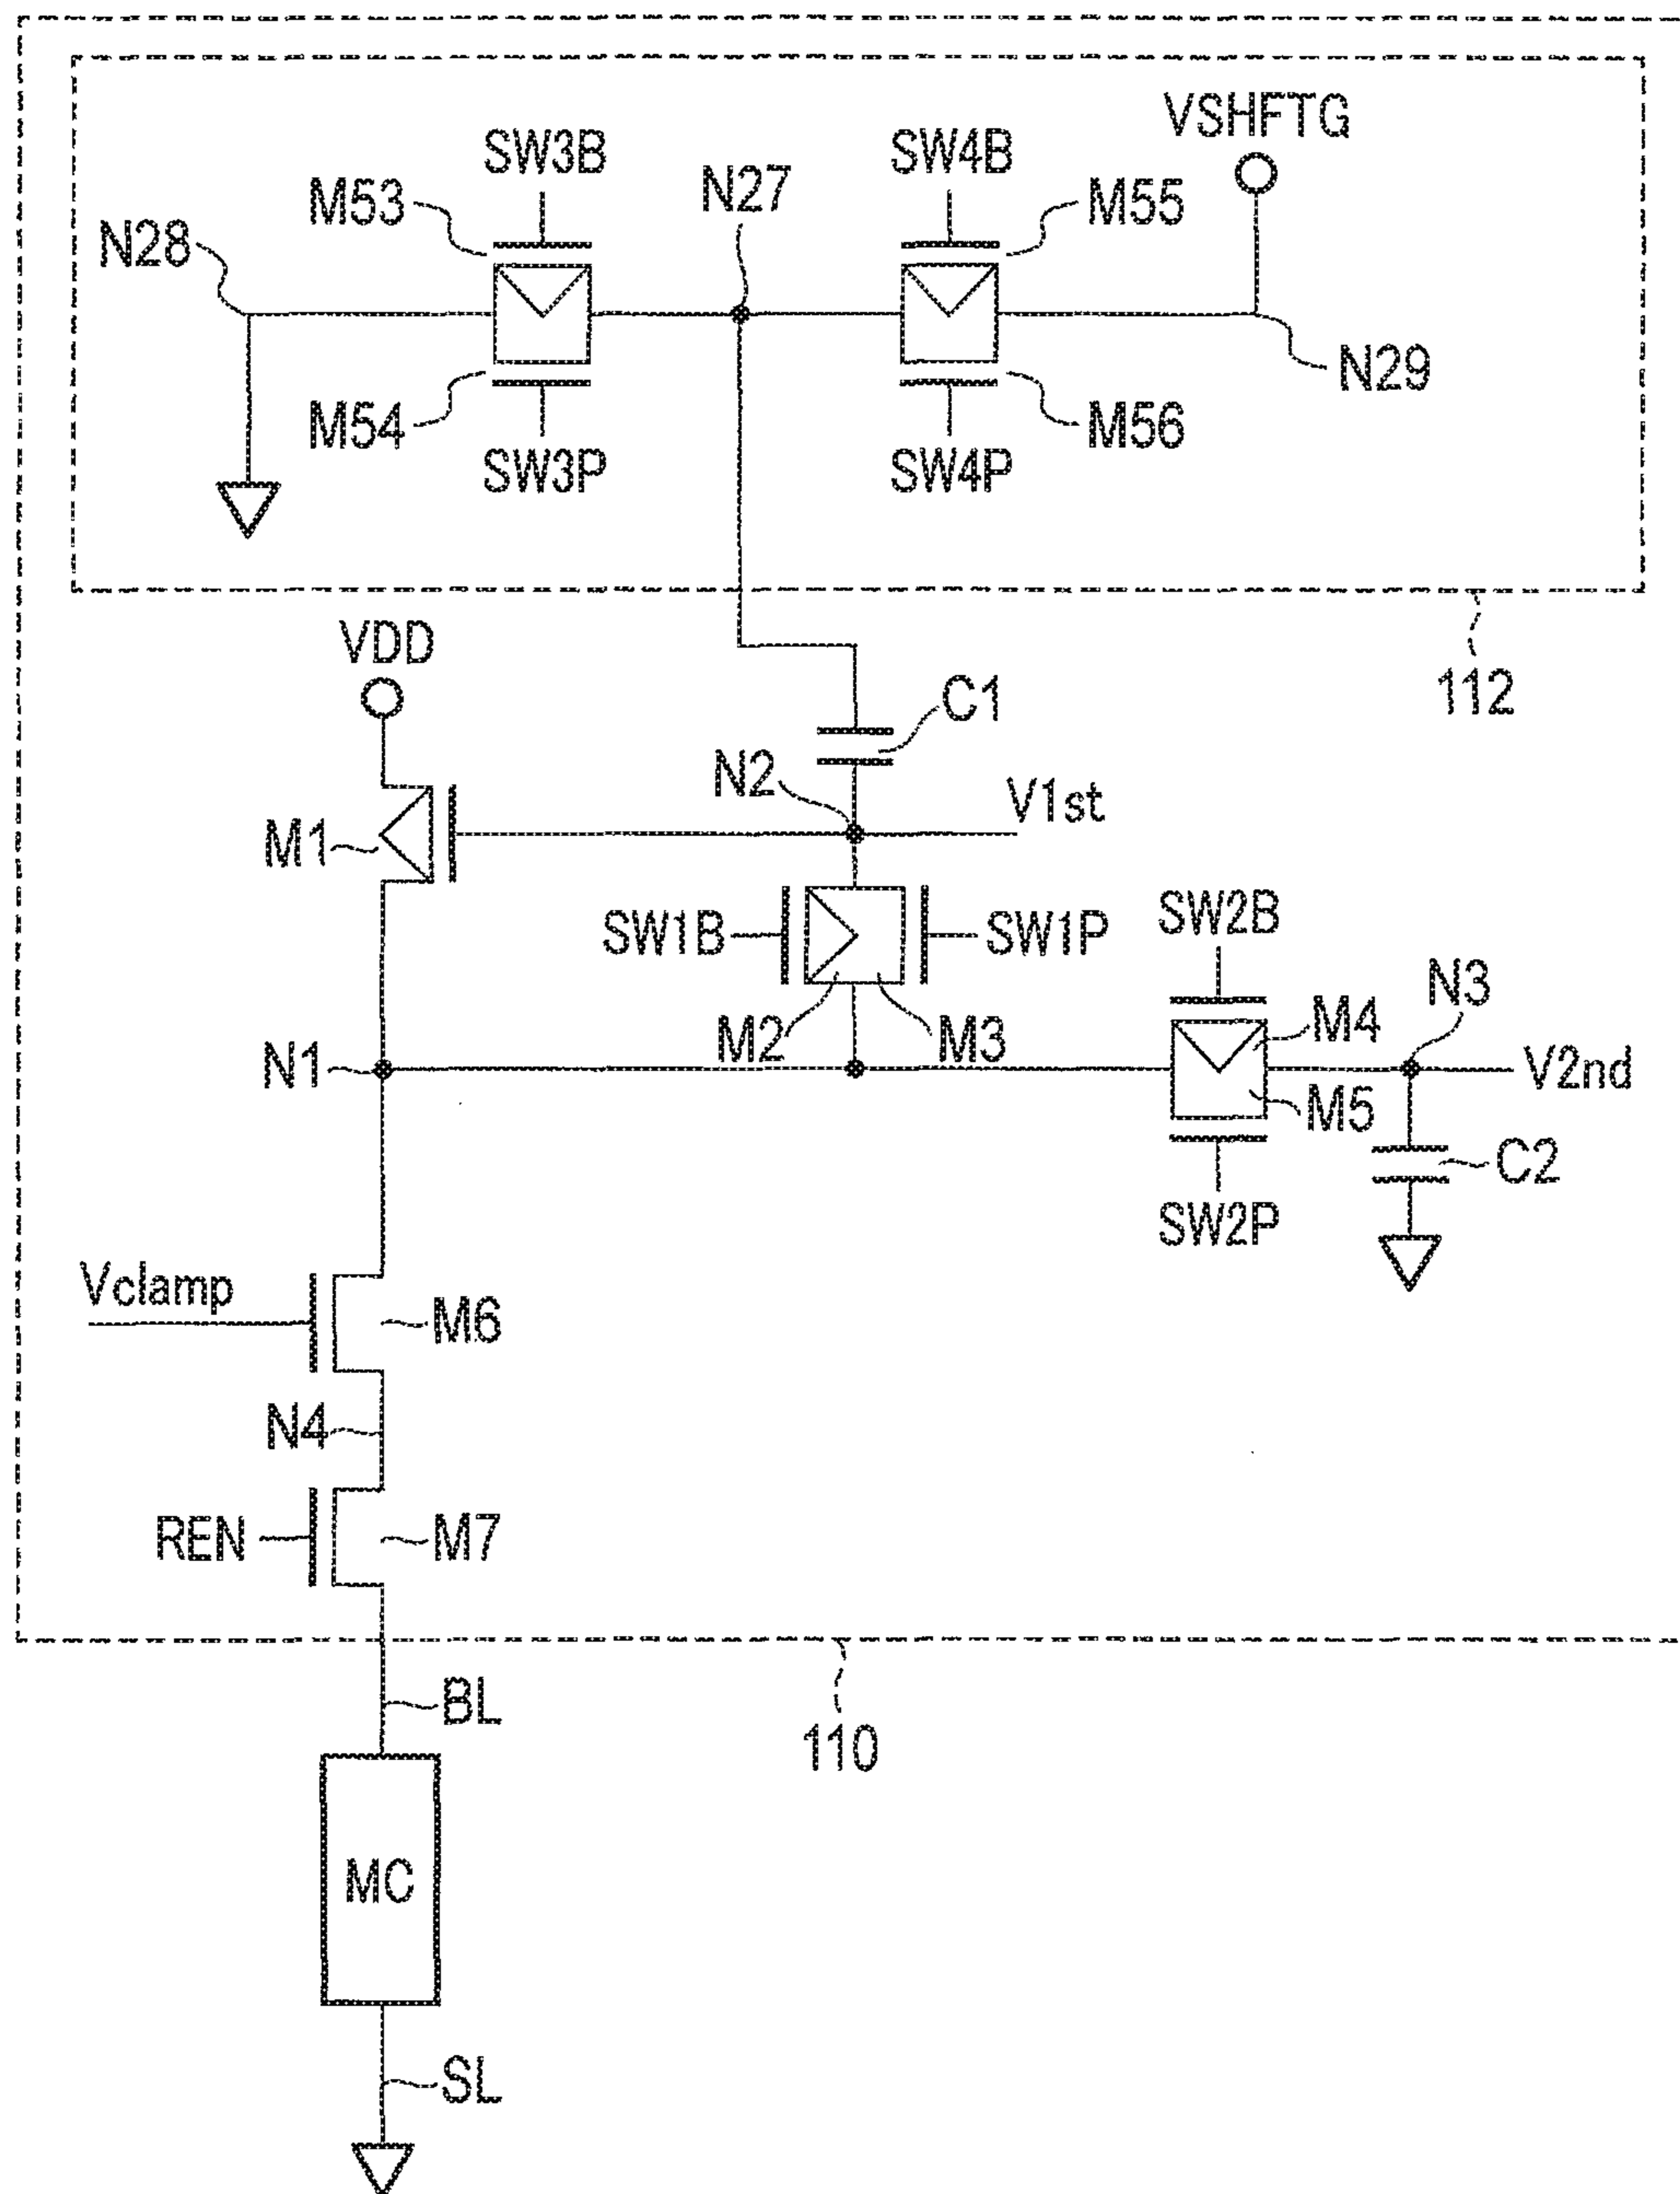 VSHFTG
SW3B
SW4B
M53
N27
M55
N28
N29
M54
M56
SW3P
SW4P
VDD
112
C1
N2
V1st
M1
SW1B
SW1P
SW2B
N3
M2
M3
M4
N1
V2nd
M5
C2
SW2P
Vclamp
M6
N4
REN
M7
BL
110
MC
SL